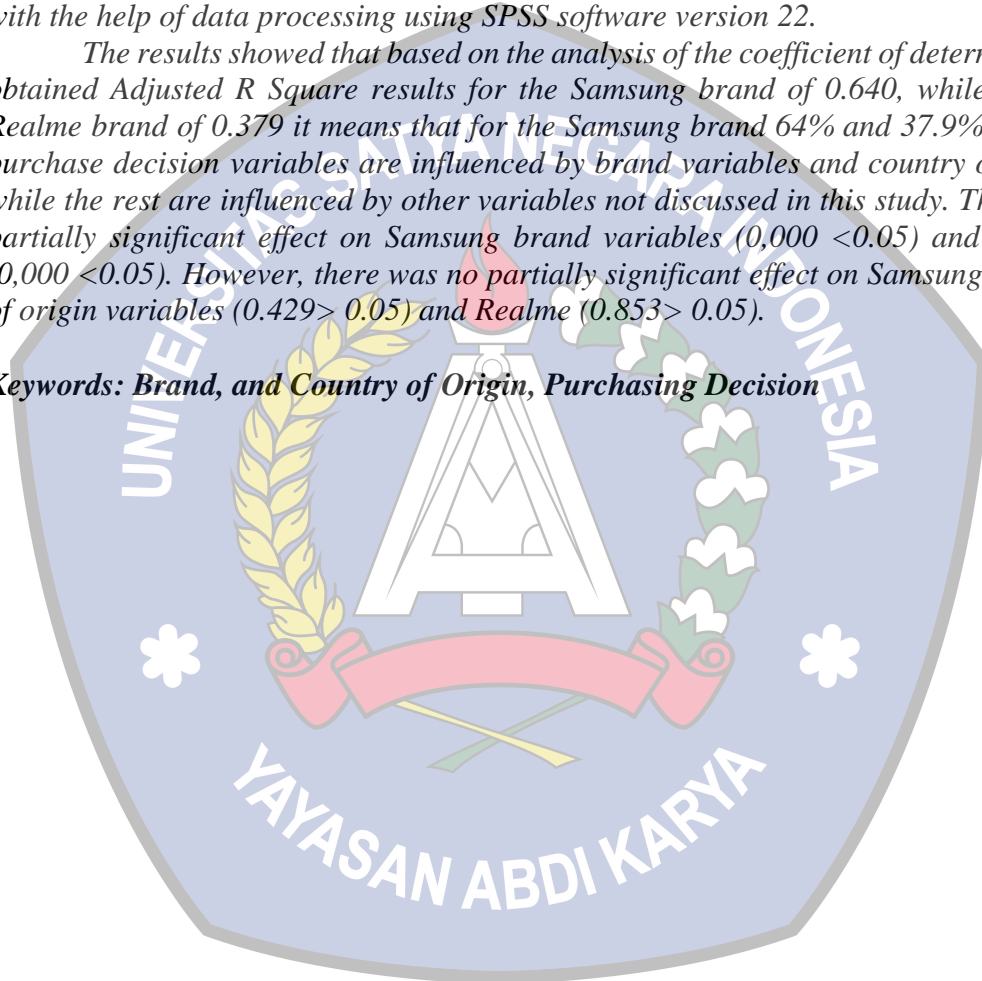 with the help of data processing using SPSS software version 22.
The results showed that based on the analysis of the coefficient of
obtained Adjusted R Square results for the Samsung brand of 0.640, while
Realme brand of 0.379 it means that for the Samsung brand 64% and 37.9%
purchase decision variables are influenced by brand variables and country
while the rest are influenced by other variables not discussed in this study.
partially significant effect on Samsung brand variables (0,000 <0.05) and
0,000 <0.05). However, there was no partially significant effect on Samsung
of origin variables (0.429> 0.05) and Realme (0.853> 0.05).
Keywords: Brand, and Country of Origin, Purchasing Decision
UNIVERSITAS SATYA NEGARA INDONESIA
YAYASAN ABDI KARYA